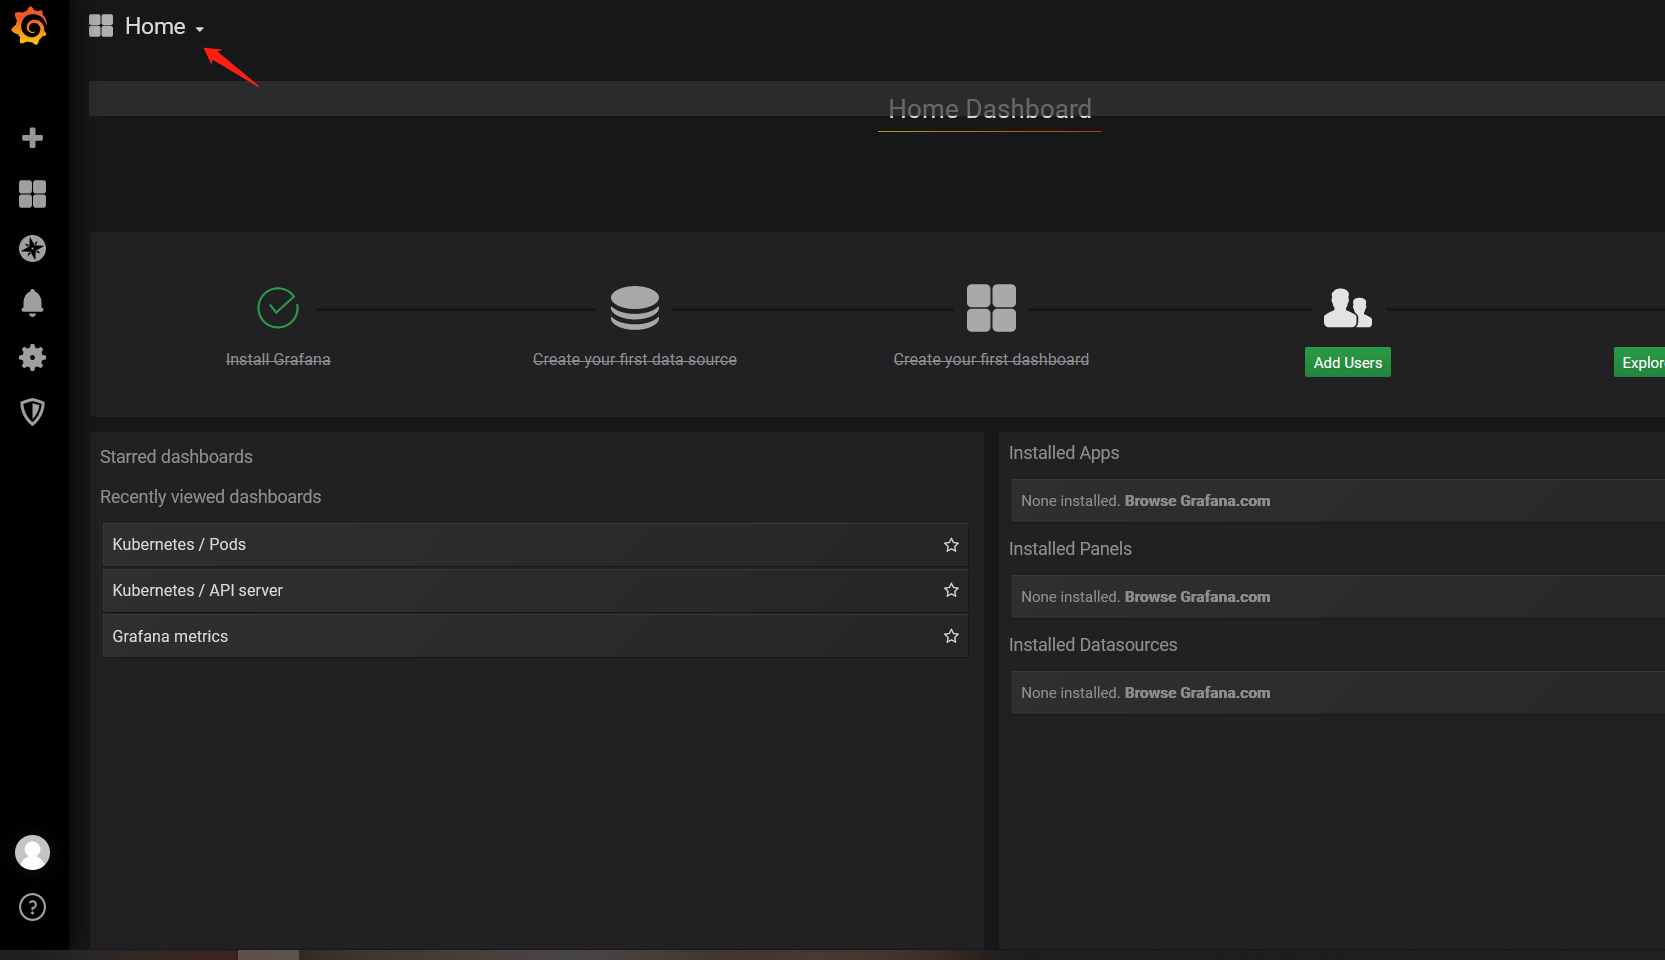 Home
Home Dashboard
Install Grafana
Create your first data source
Create your first dashboard
Add Users
Explor
Starred dashboards
Recently viewed dashboards
Kubernetes / Pods
Kubernetes / API server
Grafana metrics
Installed Apps
None installed. Browse Grafana.com
Installed Panels
None installed. Browse Grafana.com
Installed Datasources
None installed. Browse Grafana.com
?